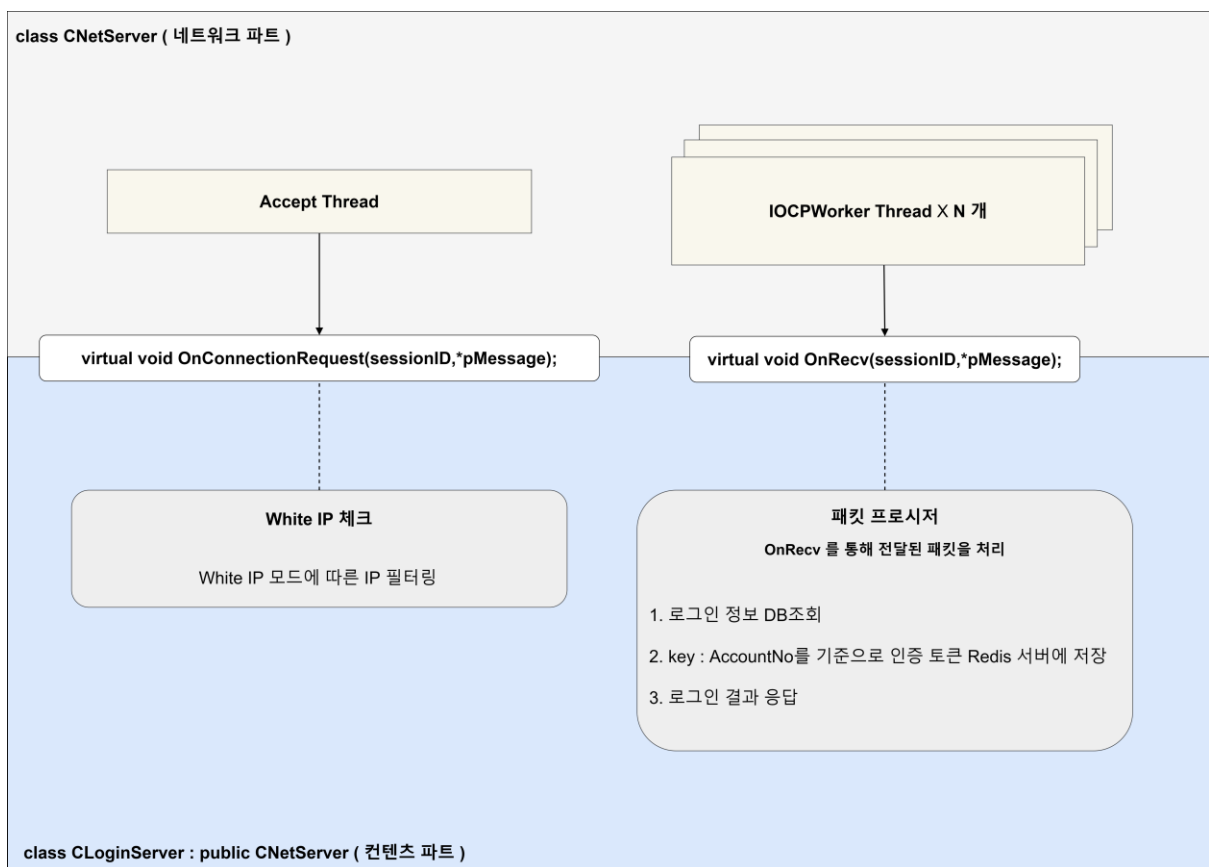 class CNetServer ( 네트워크 파트 )
Accept Thread
IOCPWorker Thread X N 개
virtual void OnConnectionRequest(sessionID,*pMessage);
virtual void OnRecv(sessionID,*pMessage);
White IP 체크
White IP 모드에 따른 IP 필터링
패킷 프로시저
OnRecv 를 통해 전달된 패킷을 처리
1. 로그인 정보 DB조회
2. key : AccountNo를 기준으로 인증 토큰 Redis 서버에 저장
3. 로그인 결과 응답
class CLoginServer : public CNetServer ( 컨텐츠 파트 )